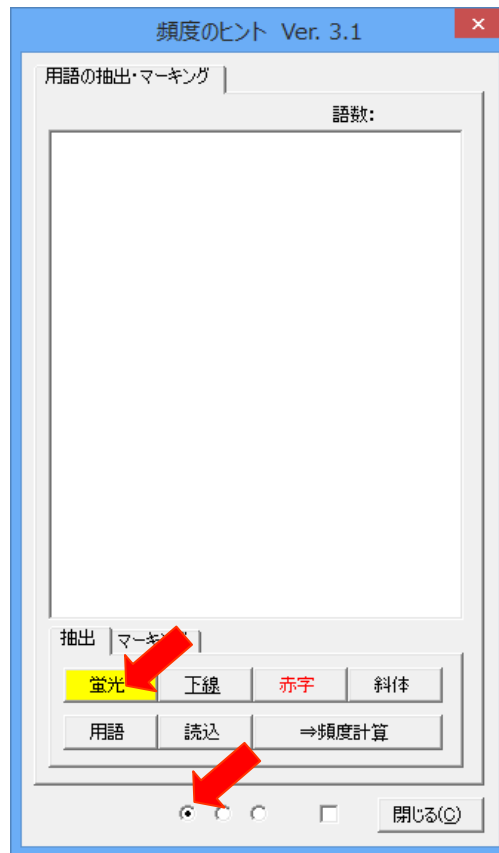 頻度のヒント Ver. 3.1
用語の抽出・マーキング
語数:
抽出
蛍光 下線 赤字 斜体
用語 読込 ⇒頻度計算
閉じる(C)